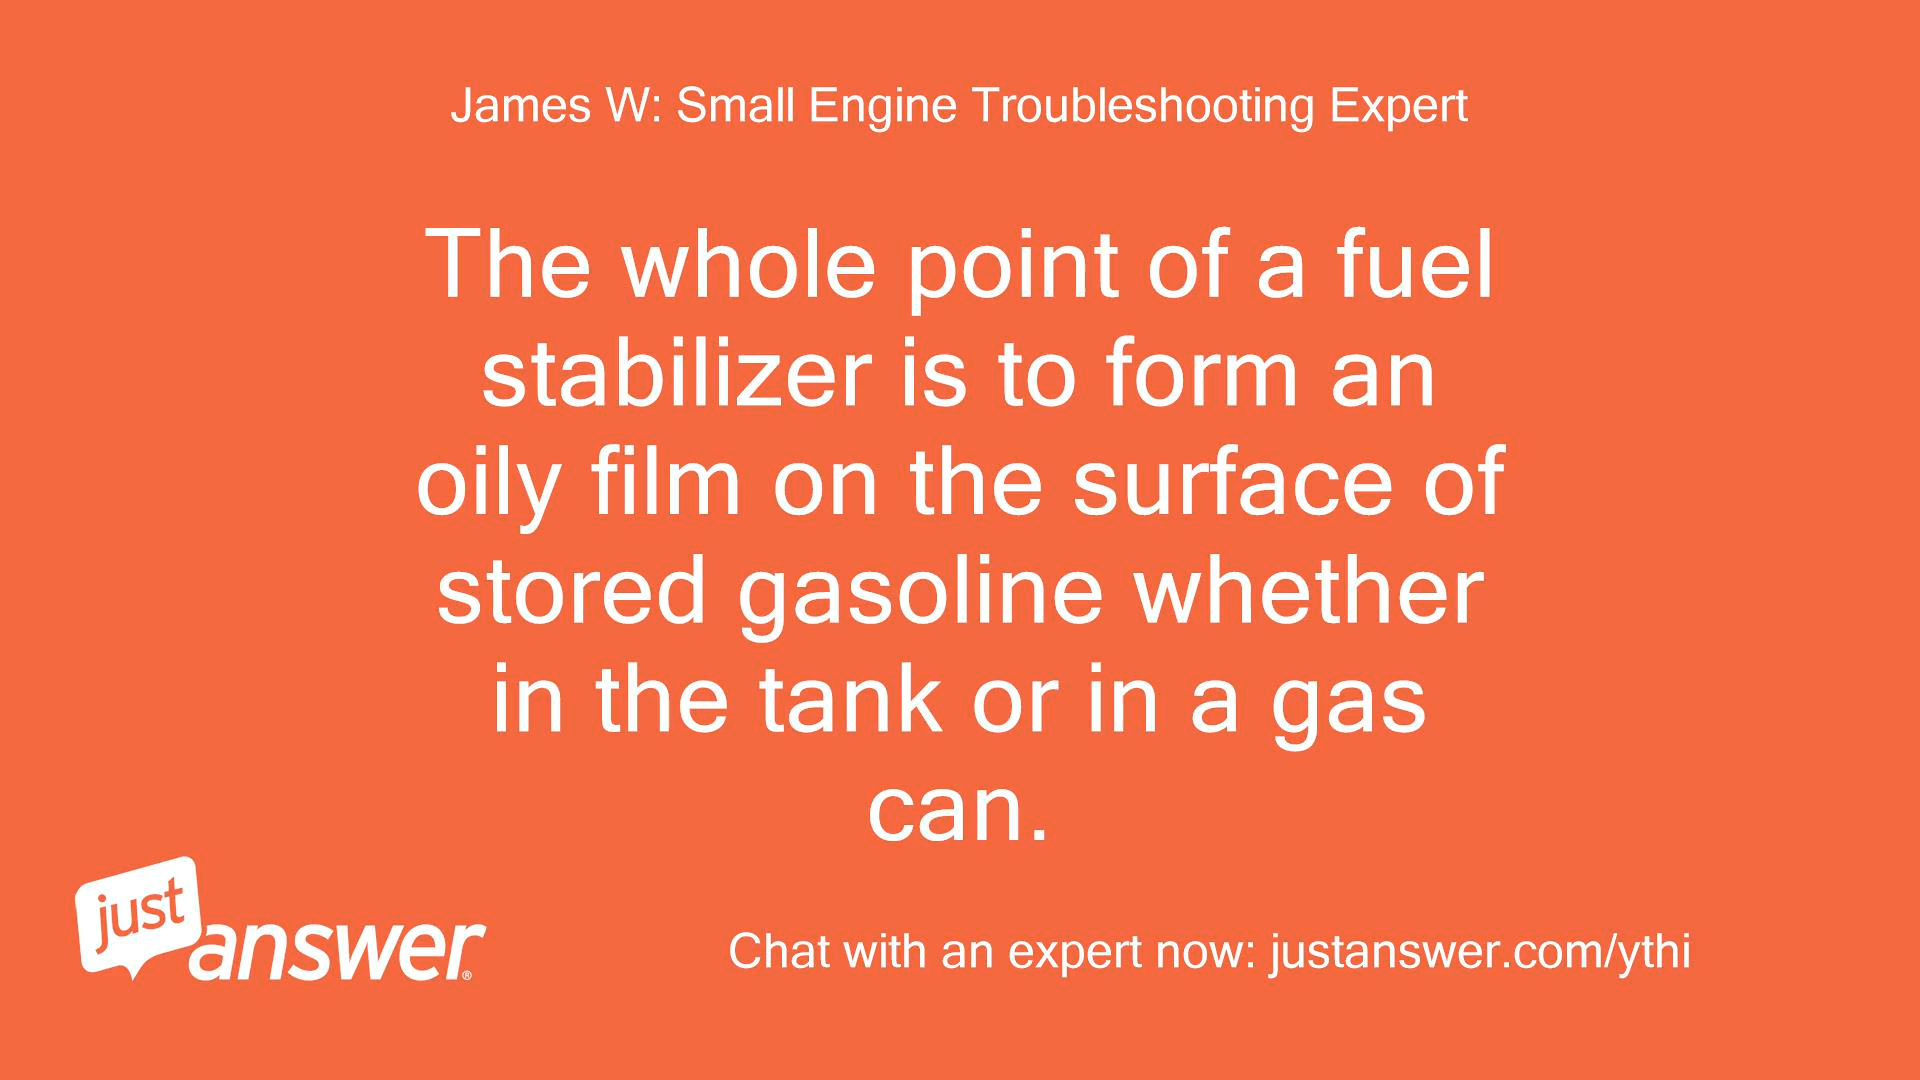 James W: Small Engine Troubleshooting Expert
The whole point of a fuel
stabilizer is to form an
oily film on the surface of
stored gasoline whether
in the tank or in a gas
can.
just
answer®
Chat with an expert now: justanswer.com/ythi